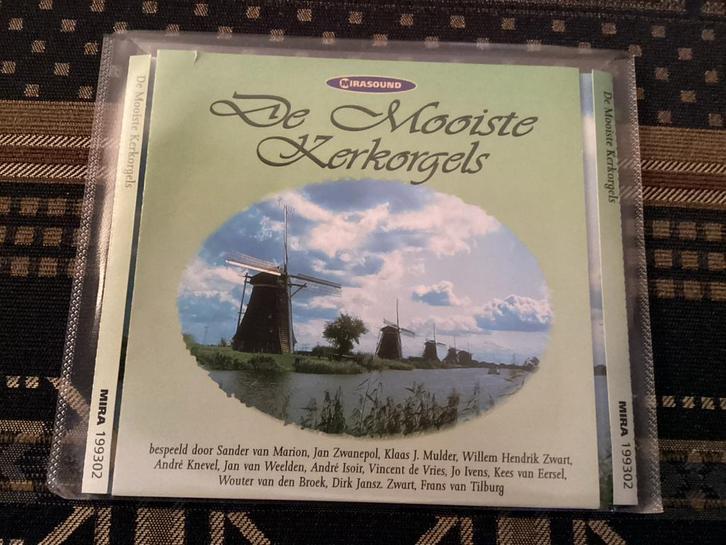 MIRASOUND
De Mooiste
Kerkorgels
bespeeld door Sander van Marion, Jan Zwanepol, Klaas J. Mulder, Willem Hendrik Zwart,
André Knevel, Jan van Weelden, André Isoir, Vincent de Vries, Jo Ivens, Kees van Eersel,
Wouter van den Broek, Dirk Jansz. Zwart, Frans van Tilburg
De Mooiste Kerkorgels
MIRA 199302
De Mooiste Kerkorgels
MIRA 199302